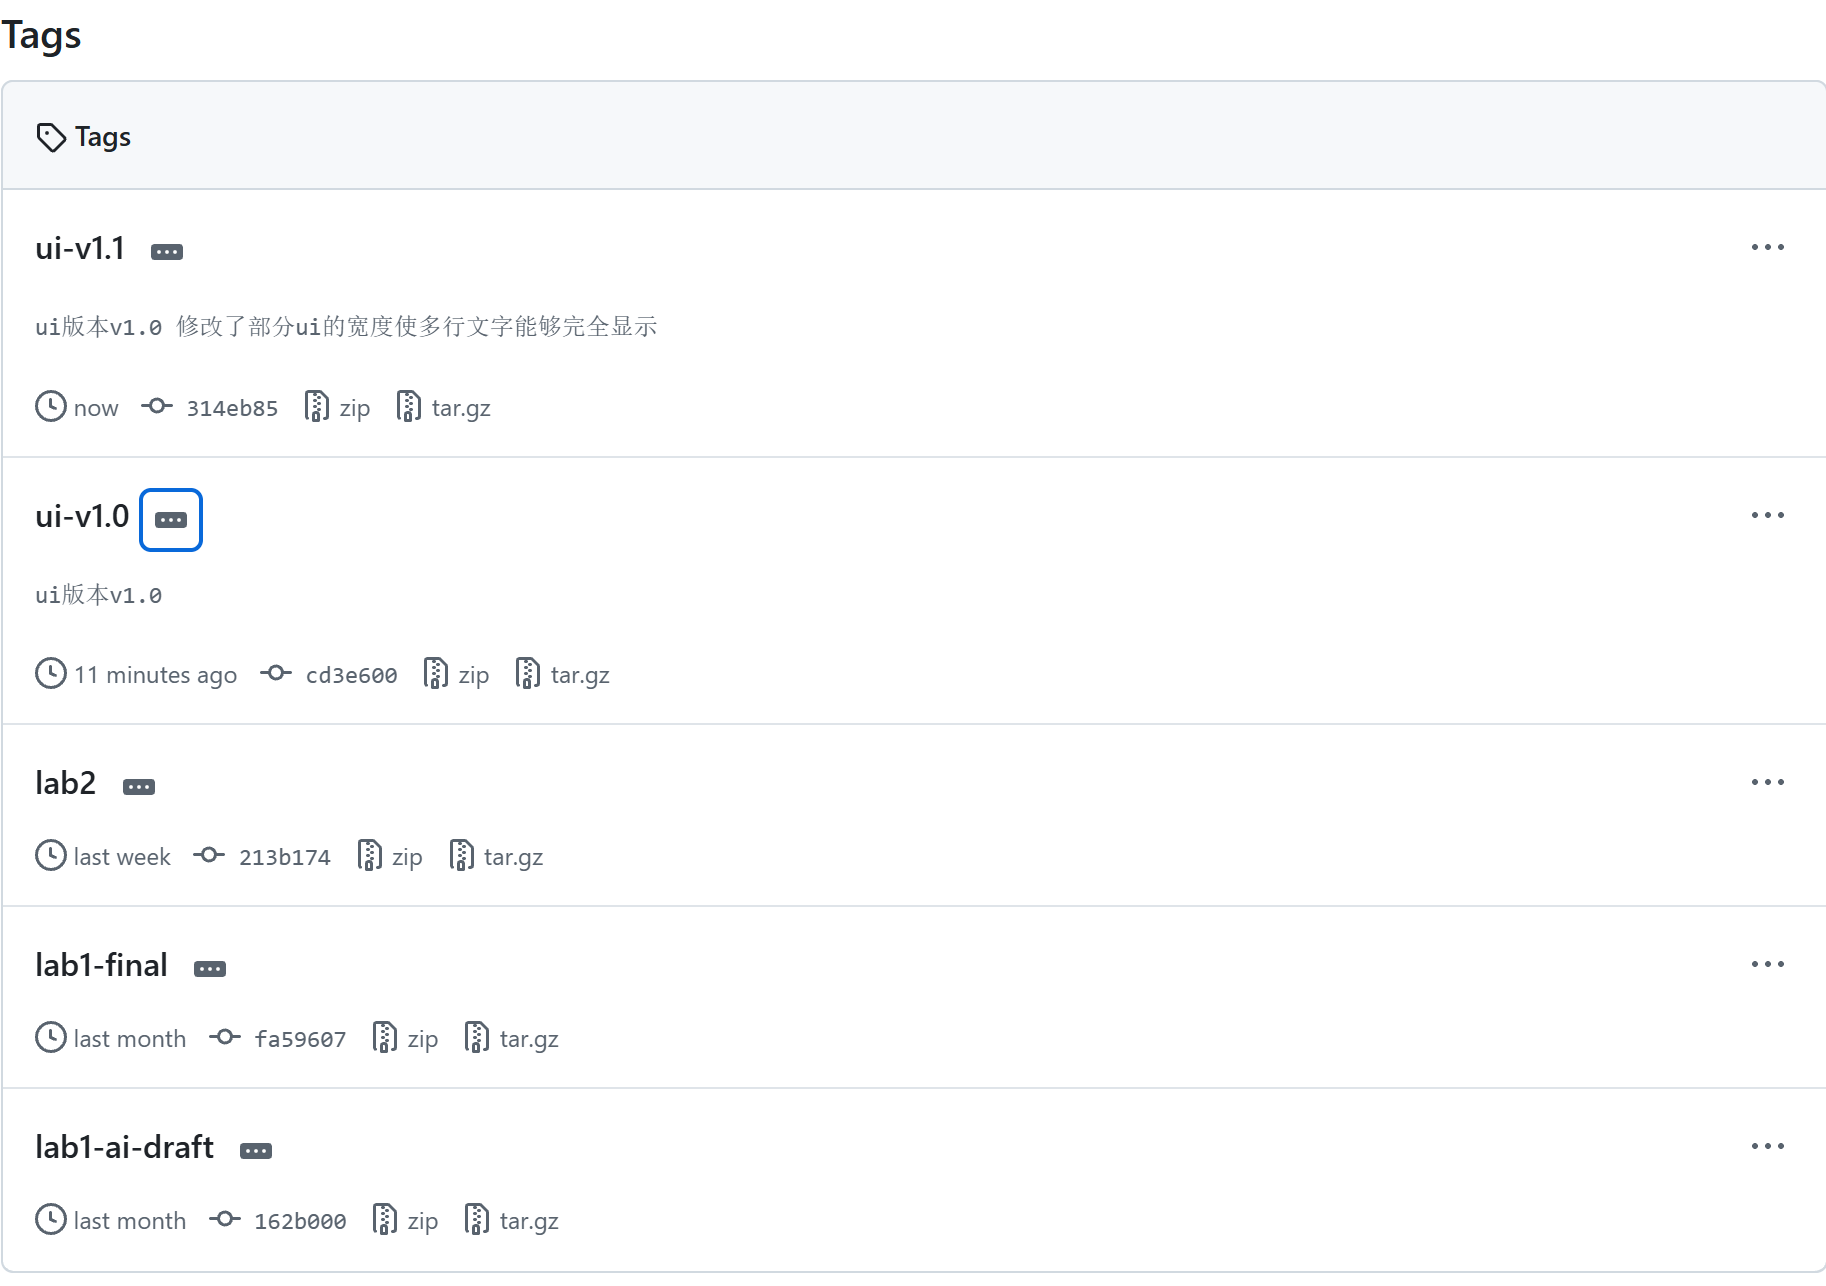 Tags
Tags
ui-v1.1
ui版本v1.0 修改了部分ui的宽度使多行文字能够完全显示
now 314eb85 zip tar.gz
ui-v1.0
ui版本v1.0
11 minutes ago cd3e600 zip tar.gz
lab2
last week 213b174 zip tar.gz
lab1-final
last month fa59607 zip tar.gz
lab1-ai-draft
last month 162b000 zip tar.gz